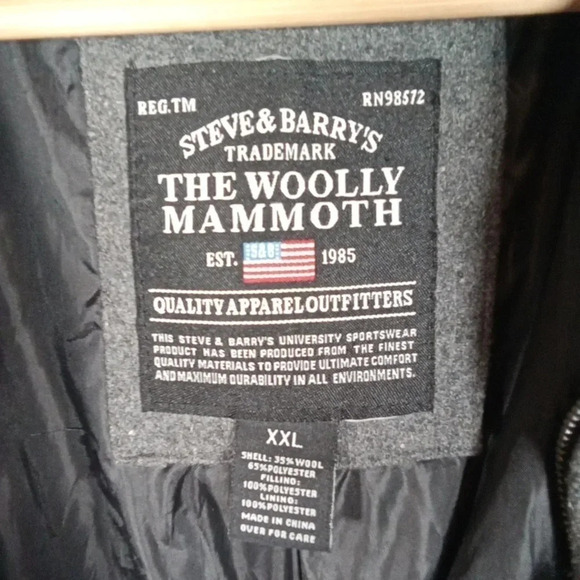 REG.TM RN98572
STEVE & BARRY'S
TRADEMARK
THE WOOLLY
MAMMOTH
EST. S&B 1985
QUALITY APPAREL OUTFITTERS
THIS STEVE & BARRY'S UNIVERSITY SPORTSWEAR
PRODUCT HAS BEEN PRODUCED FROM THE FINEST
QUALITY MATERIALS TO PROVIDE ULTIMATE COMFORT
AND MAXIMUM DURABILITY IN ALL ENVIRONMENTS.
XXL
SHELL: 35% WOOL
65% POLYESTER
FILLING:
100% POLYESTER
LINING:
100% POLYESTER
MADE IN CHINA
OVER FOR CARE